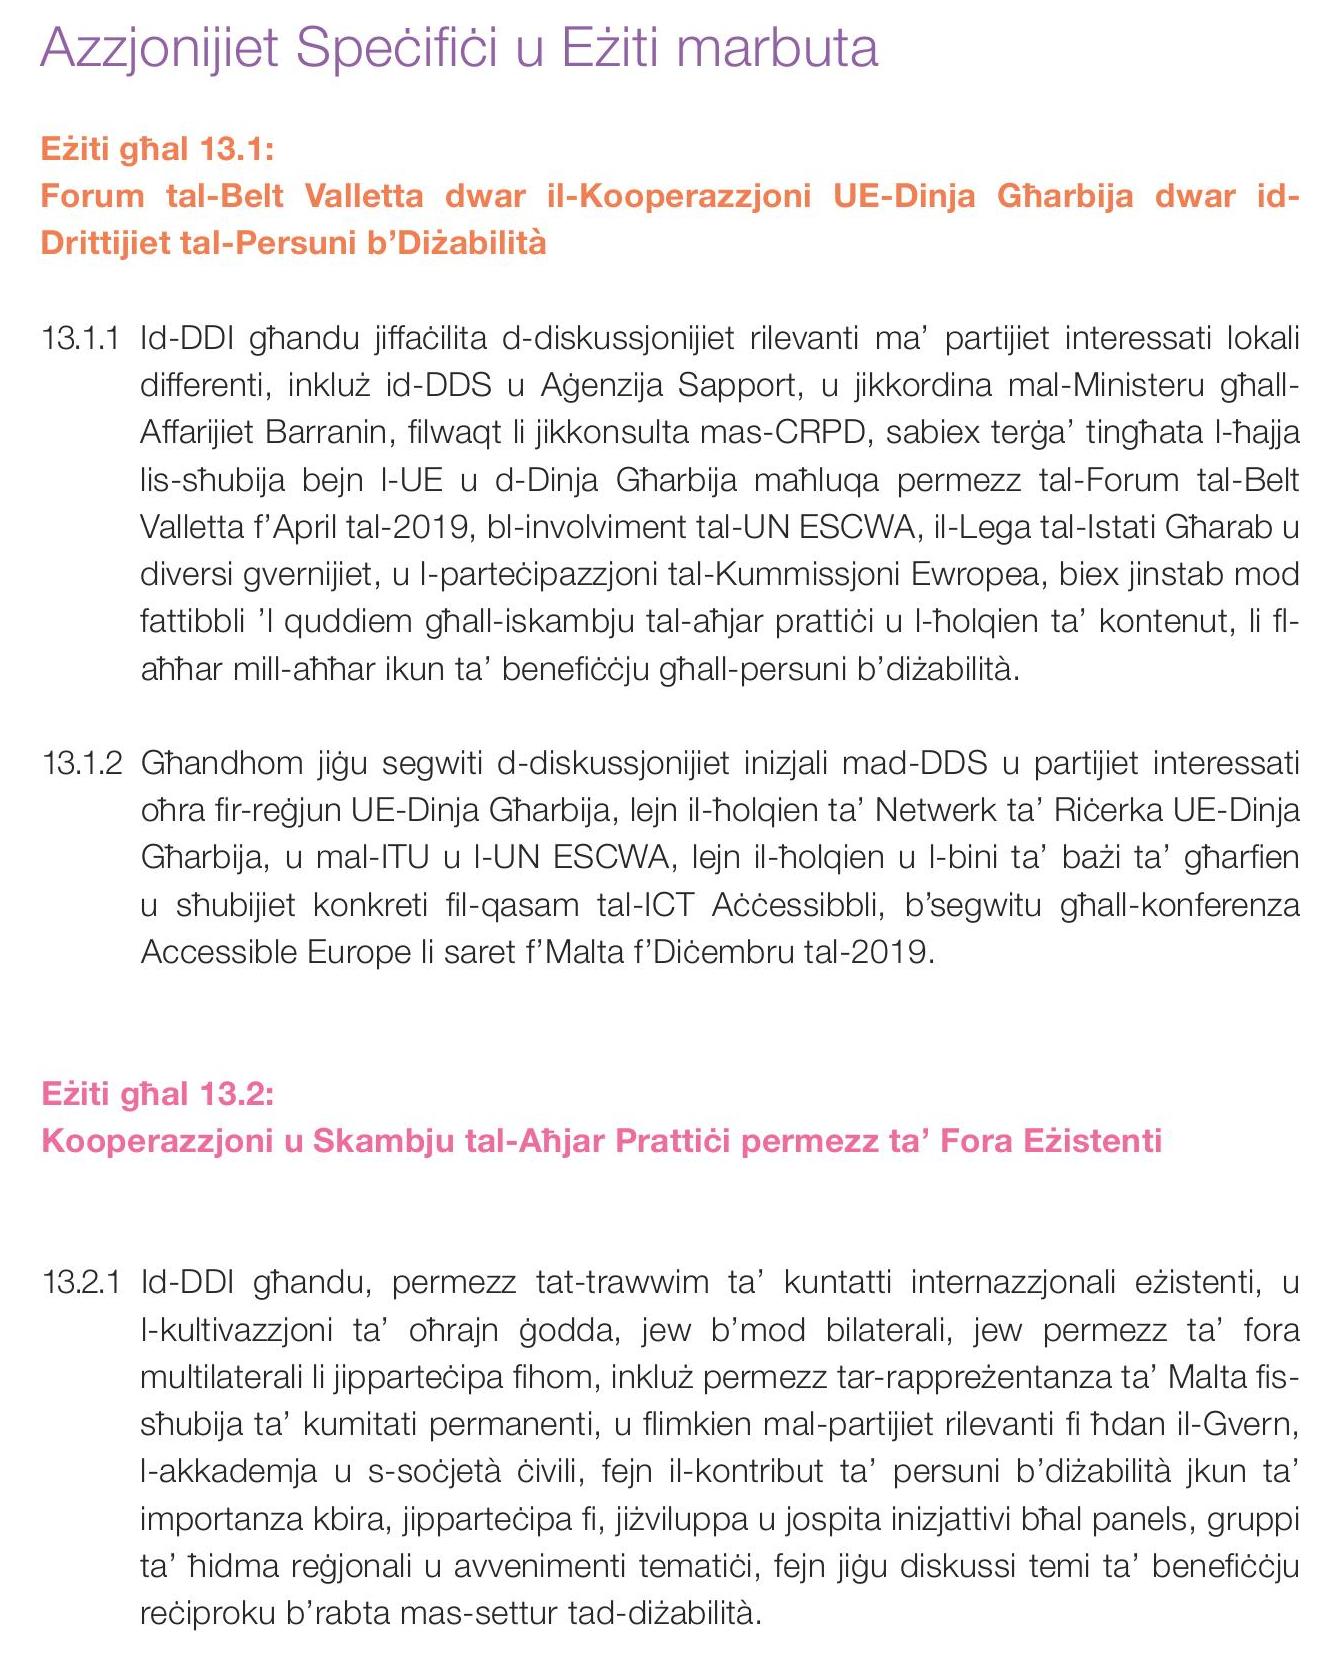 Azzjonijiet Speċifiċi u Eżiti marbuta
Eżiti għal 13.1:
Forum tal-Belt Valletta dwar il-Kooperazzjoni UE-Dinja Għarbija dwar id-
Drittijiet tal-Persuni b’Diżabilità
13.1.1 Id-DDI għandu jiffaċilita d-diskussjonijiet rilevanti ma’ partijiet interessati lokali
differenti, inkluż id-DDS u Aġenzija Sapport, u jikkordina mal-Ministeru għall-
Affarijiet Barranin, filwaqt li jikkonsulta mas-CRPD, sabiex terġa’ tingħata l-ħajja
lis-sħubija bejn l-UE u d-Dinja Għarbija maħluqa permezz tal-Forum tal-Belt
Valletta f’April tal-2019, bl-involviment tal-UN ESCWA, il-Lega tal-Istati Għarab u
diversi gvernijiet, u l-parteċipazzjoni tal-Kummissjoni Ewropea, biex jinstab mod
fattibbli ’l quddiem għall-iskambju tal-aħjar prattiċi u l-ħolqien ta’ kontenut, li fl-
aħħar mill-aħħar ikun ta’ benefiċċju għall-persuni b’diżabilità.
13.1.2 Għandhom jiġu segwiti d-diskussjonijiet inizjali mad-DDS u partijiet interessati
oħra fir-reġjun UE-Dinja Għarbija, lejn il-ħolqien ta’ Netwerk ta’ Riċerka UE-Dinja
Għarbija, u mal-ITU u l-UN ESCWA, lejn il-ħolqien u l-bini ta’ bażi ta’ għarfien
u sħubijiet konkreti fil-qasam tal-ICT Aċċessibbli, b’segwitu għall-konferenza
Accessible Europe li saret f’Malta f’Diċembru tal-2019.
Eżiti għal 13.2:
Kooperazzjoni u Skambju tal-Aħjar Prattiċi permezz ta’ Fora Eżistenti
13.2.1 Id-DDI għandu, permezz tat-trawwim ta’ kuntatti internazzjonali eżistenti, u
l-kultivazzjoni ta’ oħrajn ġodda, jew b’mod bilaterali, jew permezz ta’ fora
multilaterali li jipparteċipa fihom, inkluż permezz tar-rappreżentanza ta’ Malta fis-
sħubija ta’ kumitati permanenti, u flimkien mal-partijiet rilevanti fi ħdan il-Gvern,
l-akkademja u s-soċjetà ċivili, fejn il-kontribut ta’ persuni b’diżabilità jkun ta’
importanza kbira, jipparteċipa fi, jiżviluppa u jospita inizjattivi bħal panels, gruppi
ta’ ħidma reġjonali u avvenimenti tematiċi, fejn jiġu diskussi temi ta’ benefiċċju
reċiproku b’rabta mas-settur tad-diżabilità.